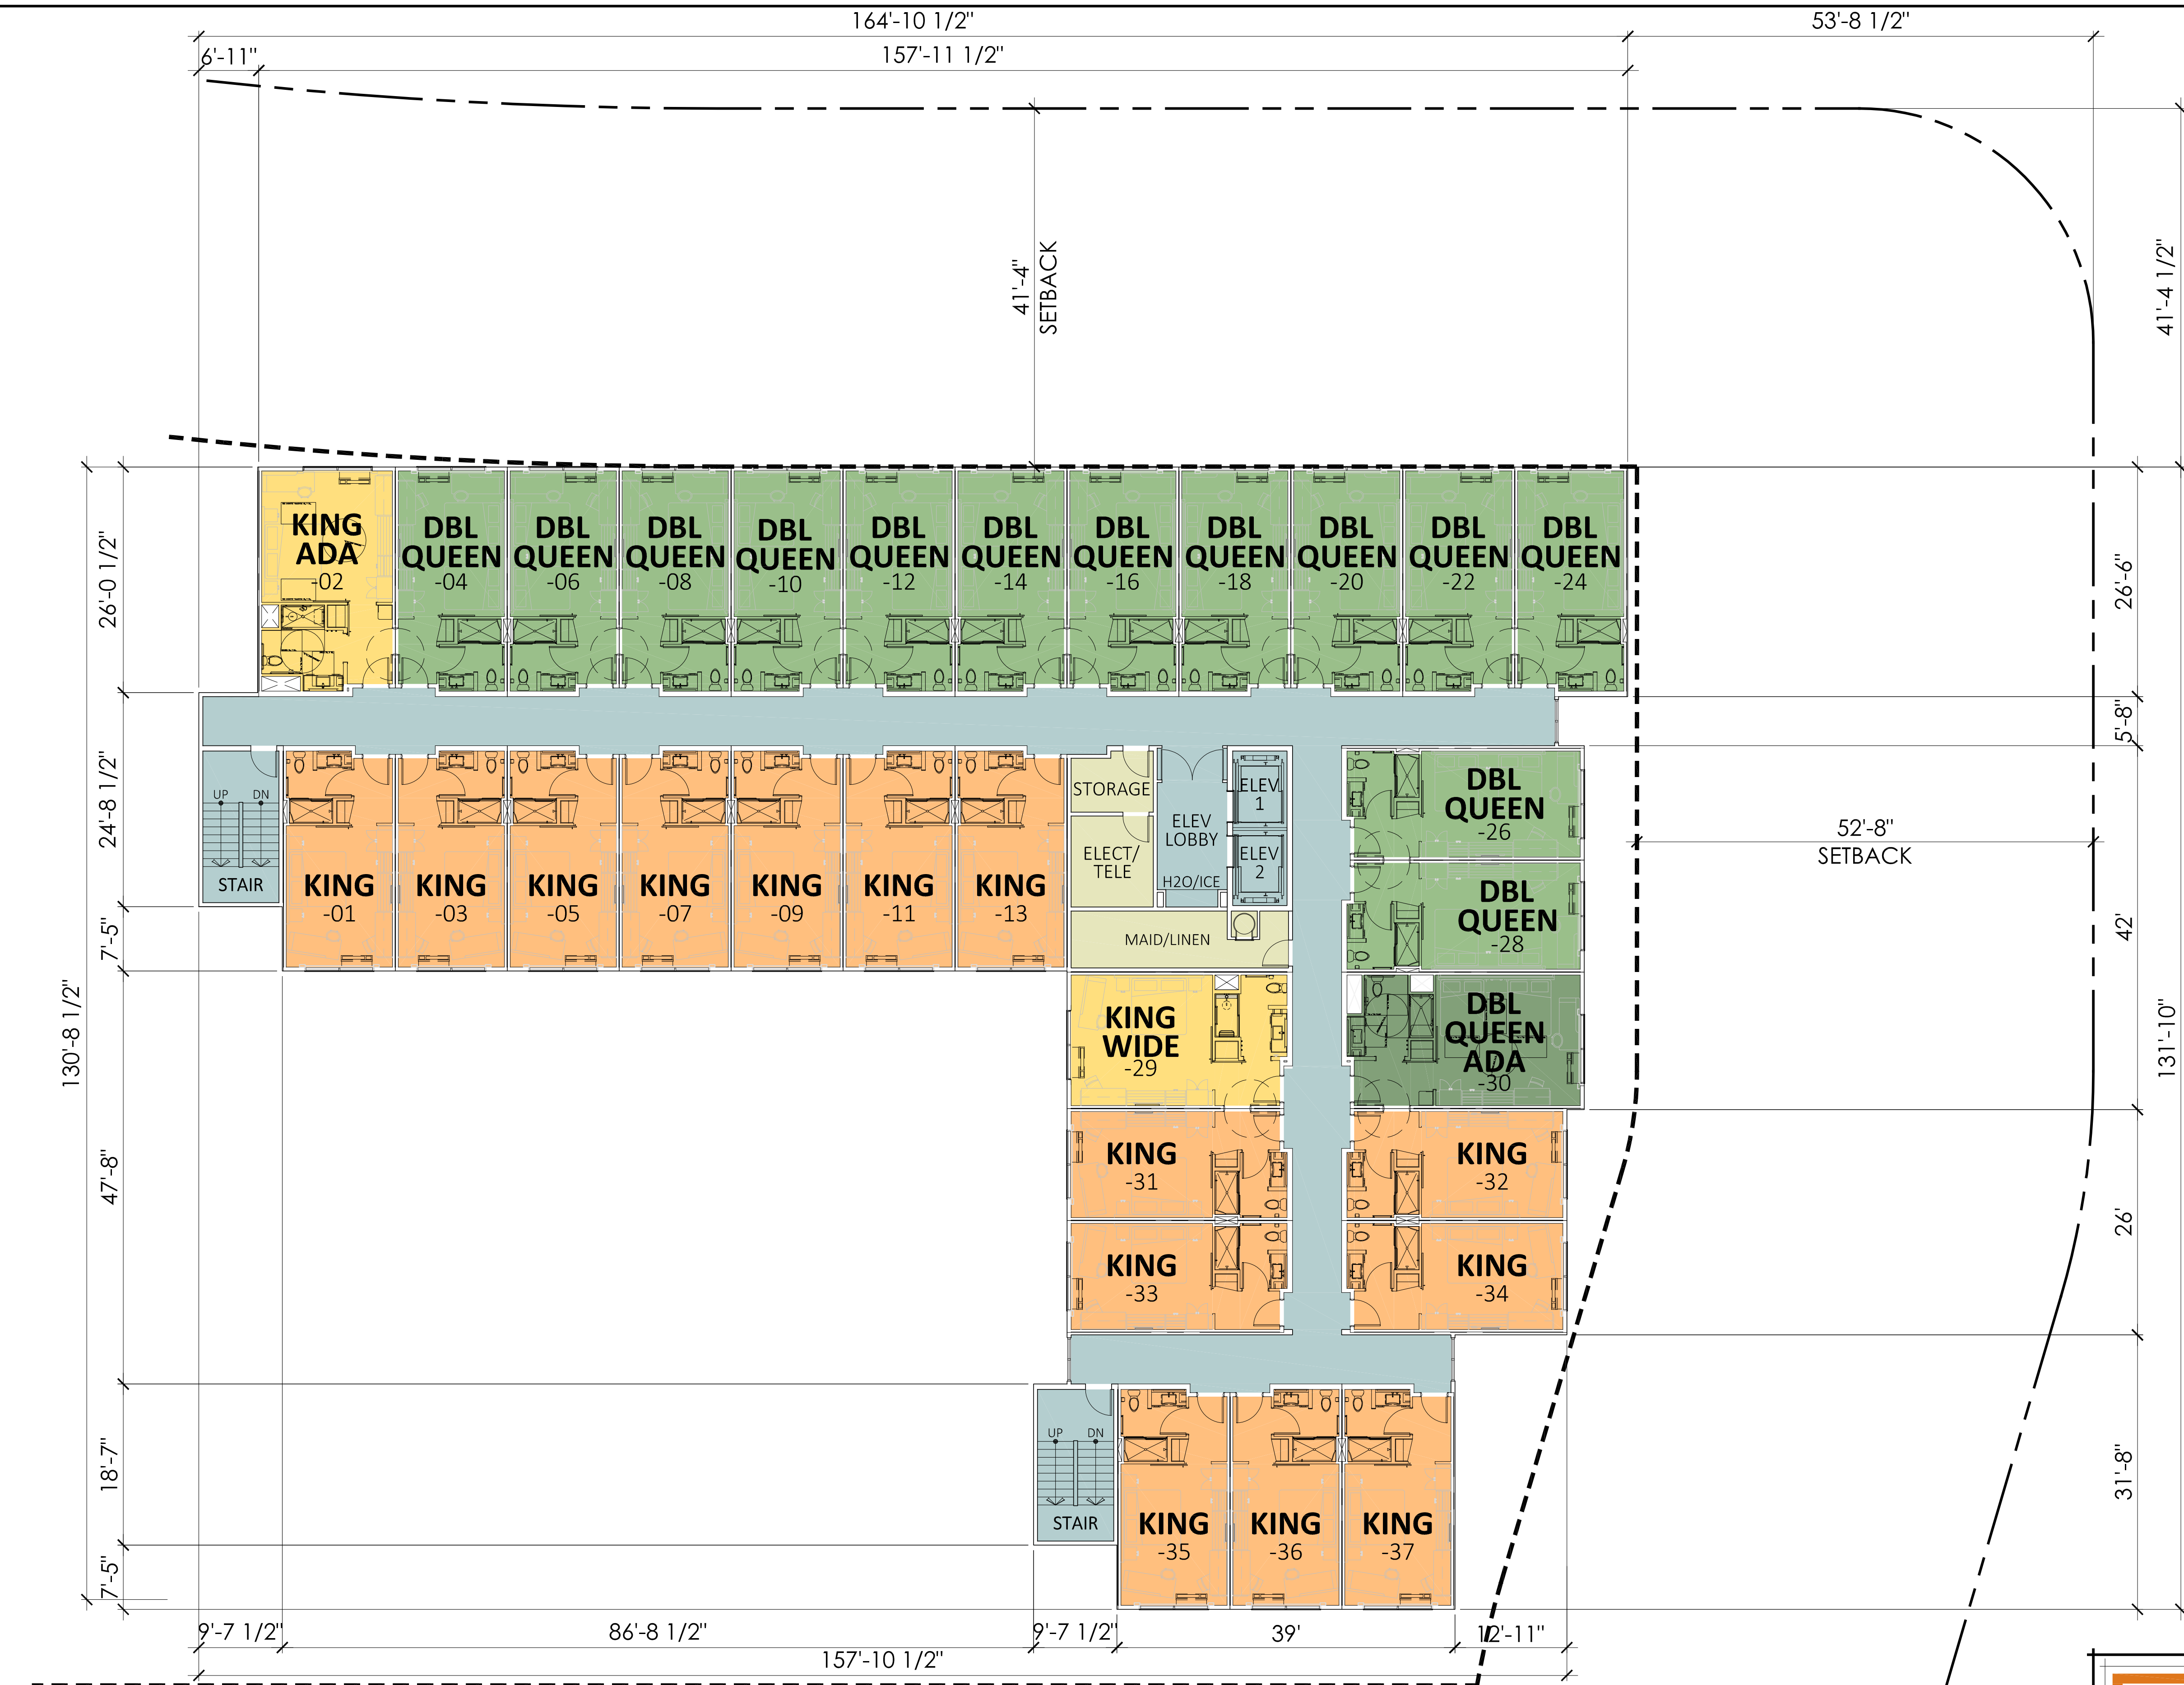 164'-10 1/2"
53'-8 1/2"
6'-11"
157'-11 1/2"
41'-4"
SETBACK
41'-4 1/2"
26'-0 1/2"
26'-6"
KING
ADA
-02
DBL
QUEEN
-04
DBL
QUEEN
-06
DBL
QUEEN
-08
DBL
QUEEN
-10
DBL
QUEEN
-12
DBL
QUEEN
-14
DBL
QUEEN
-16
DBL
QUEEN
-18
DBL
QUEEN
-20
DBL
QUEEN
-22
DBL
QUEEN
-24
5'-8"
24'-8 1/2"
UP
DN
STAIR
KING
-01
KING
-03
KING
-05
KING
-07
KING
-09
KING
-11
KING
-13
STORAGE
ELECT/
TELE
ELEV
LOBBY
H2O/ICE
ELEV
1
ELEV
2
MAID/LINEN
DBL
QUEEN
-26
DBL
QUEEN
-28
52'-8"
SETBACK
42'
7'-5"
130'-8 1/2"
131'-10"
KING
WIDE
-29
DBL
QUEEN
ADA
-30
47'-8"
KING
-31
KING
-32
26'
KING
-33
KING
-34
18'-7"
UP
DN
STAIR
KING
-35
KING
-36
KING
-37
31'-8"
7'-5"
9'-7 1/2"
86'-8 1/2"
9'-7 1/2"
39'
12'-11"
157'-10 1/2"